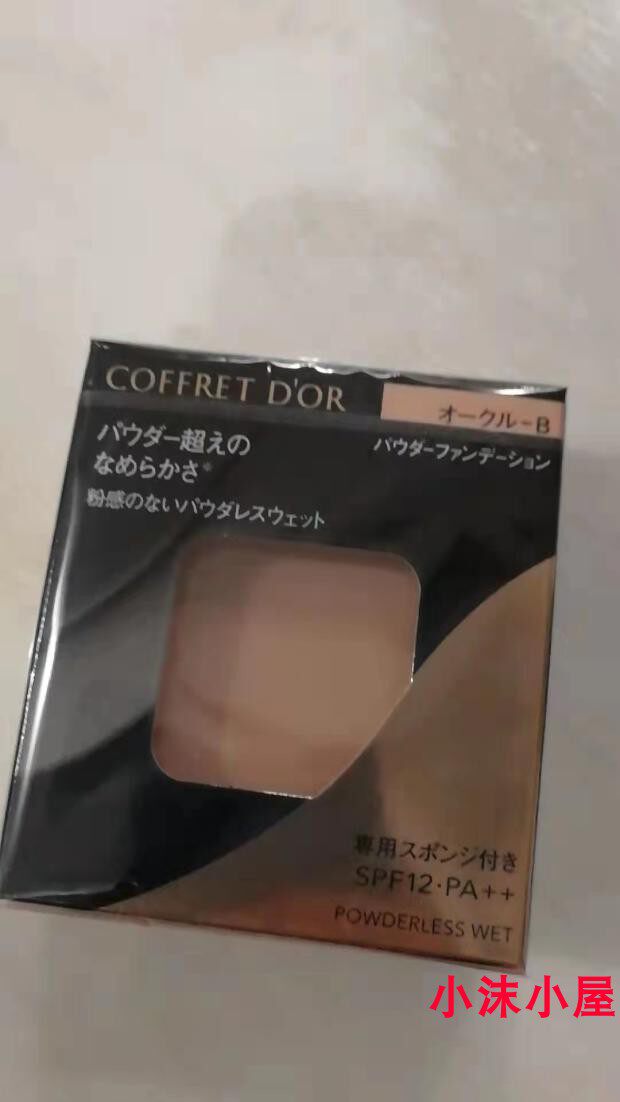 COFFRET D'OR
オークル-B
パウダー超えの
なめらかさ*
パウダーファンデーション
粉感のないパウダレスウェット
専用スポンジ付き
SPF12・PA++
POWDERLESS WET
小沫小屋